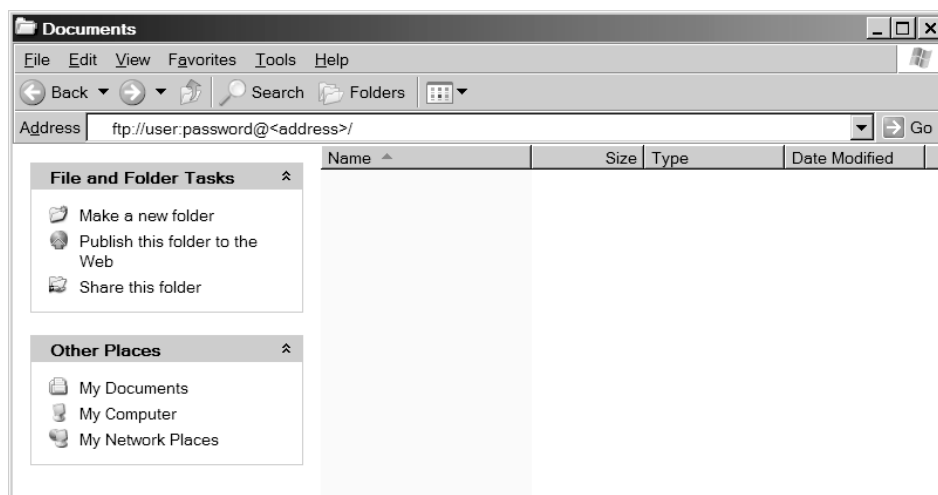 Documents
File Edit View Favorites Tools Help
Back Search Folders
Address ftp://user:password@<address>/ Go
Name Size Type Date Modified
File and Folder Tasks
Make a new folder
Publish this folder to the
Web
Share this folder
Other Places
My Documents
My Computer
My Network Places